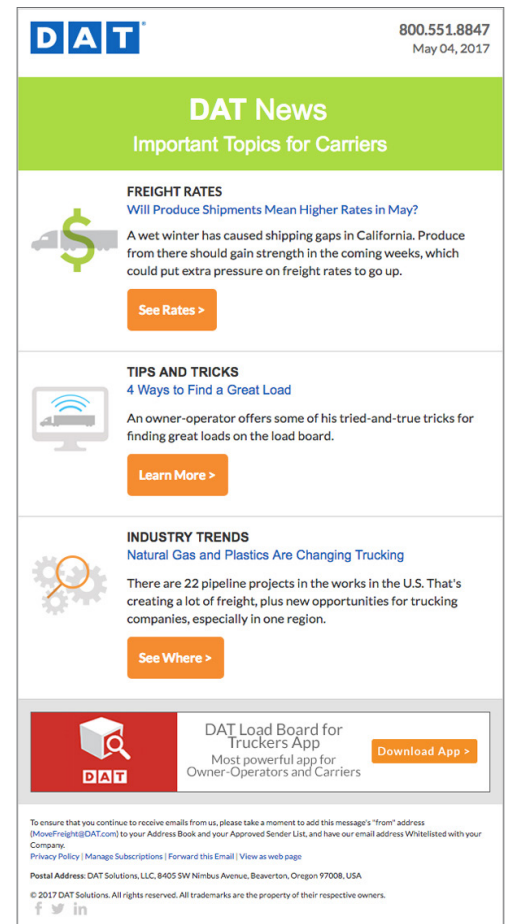 DAT
800.551.8847
May 04, 2017
DAT News
Important Topics for Carriers
FREIGHT RATES
Will Produce Shipments Mean Higher Rates in May?
A wet winter has caused shipping gaps in California. Produce
from there should gain strength in the coming weeks, which
could put extra pressure on freight rates to go up.
See Rates >
TIPS AND TRICKS
4 Ways to Find a Great Load
An owner-operator offers some of his tried-and-true tricks for
finding great loads on the load board.
Learn More >
INDUSTRY TRENDS
Natural Gas and Plastics Are Changing Trucking
There are 22 pipeline projects in the works in the U.S. That's
creating a lot of freight, plus new opportunities for trucking
companies, especially in one region.
See Where >
DAT
DAT Load Board for
Truckers App
Most powerful app for
Owner-Operators and Carriers
Download App >
To ensure that you continue to receive emails from us, please take a moment to add this message's "from" address
(MoveFreight@DAT.com) to your Address Book and your Approved Sender List, and have our email address Whitelisted with your
Company.
Privacy Policy | Manage Subscriptions | Forward this Email | View as web page
Postal Address: DAT Solutions, LLC, 8405 SW Nimbus Avenue, Beaverton, Oregon 97008, USA
© 2017 DAT Solutions. All rights reserved. All trademarks are the property of their respective owners.